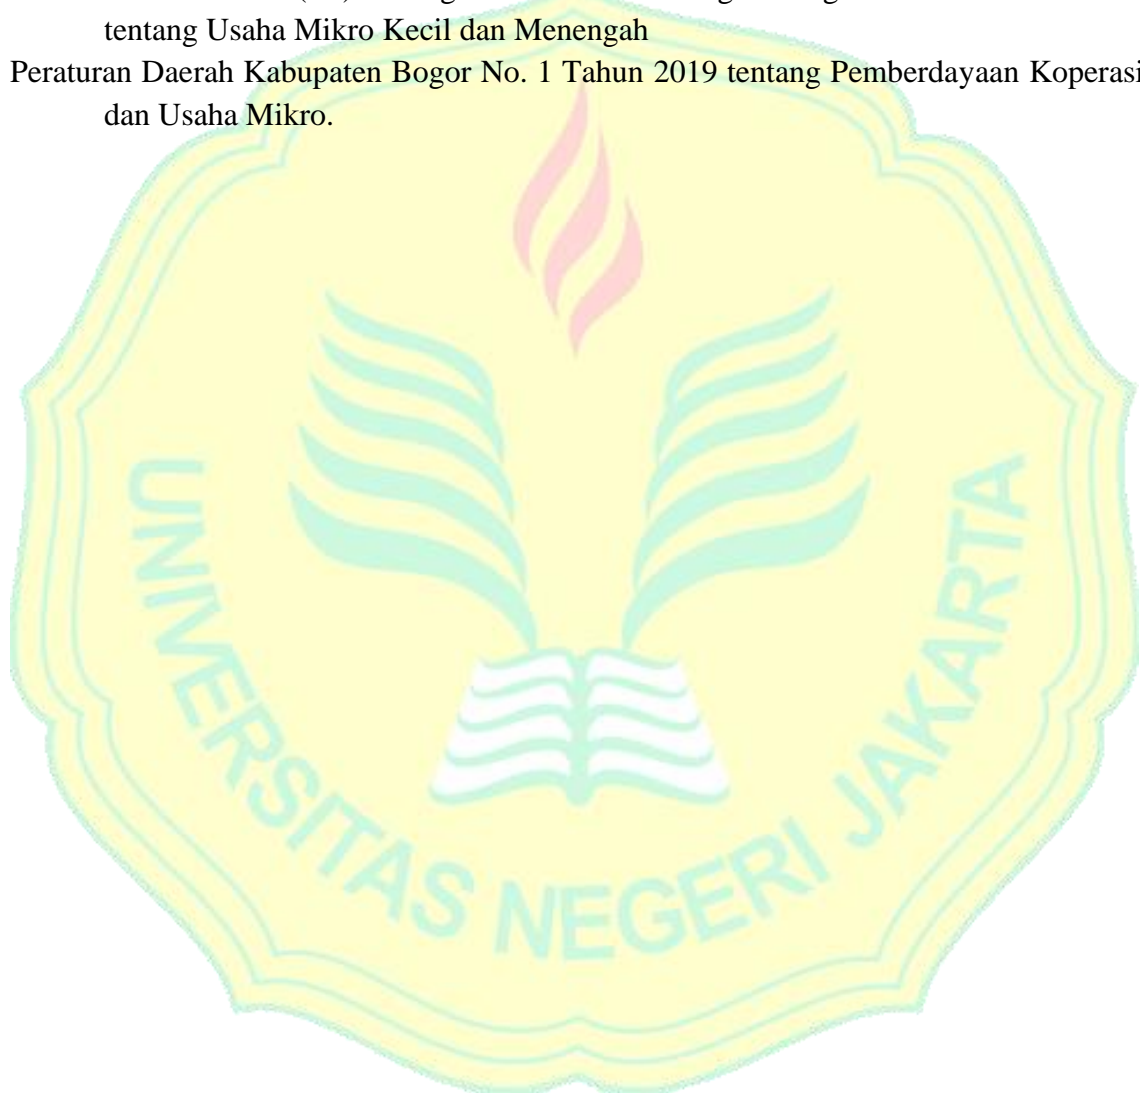 tentang Usaha Mikro Kecil dan Menengah
Peraturan Daerah Kabupaten Bogor No. 1 Tahun 2019 tentang Pemberdayaan Koperasi
dan Usaha Mikro.
UNIVERSITAS NEGERI JAKARTA